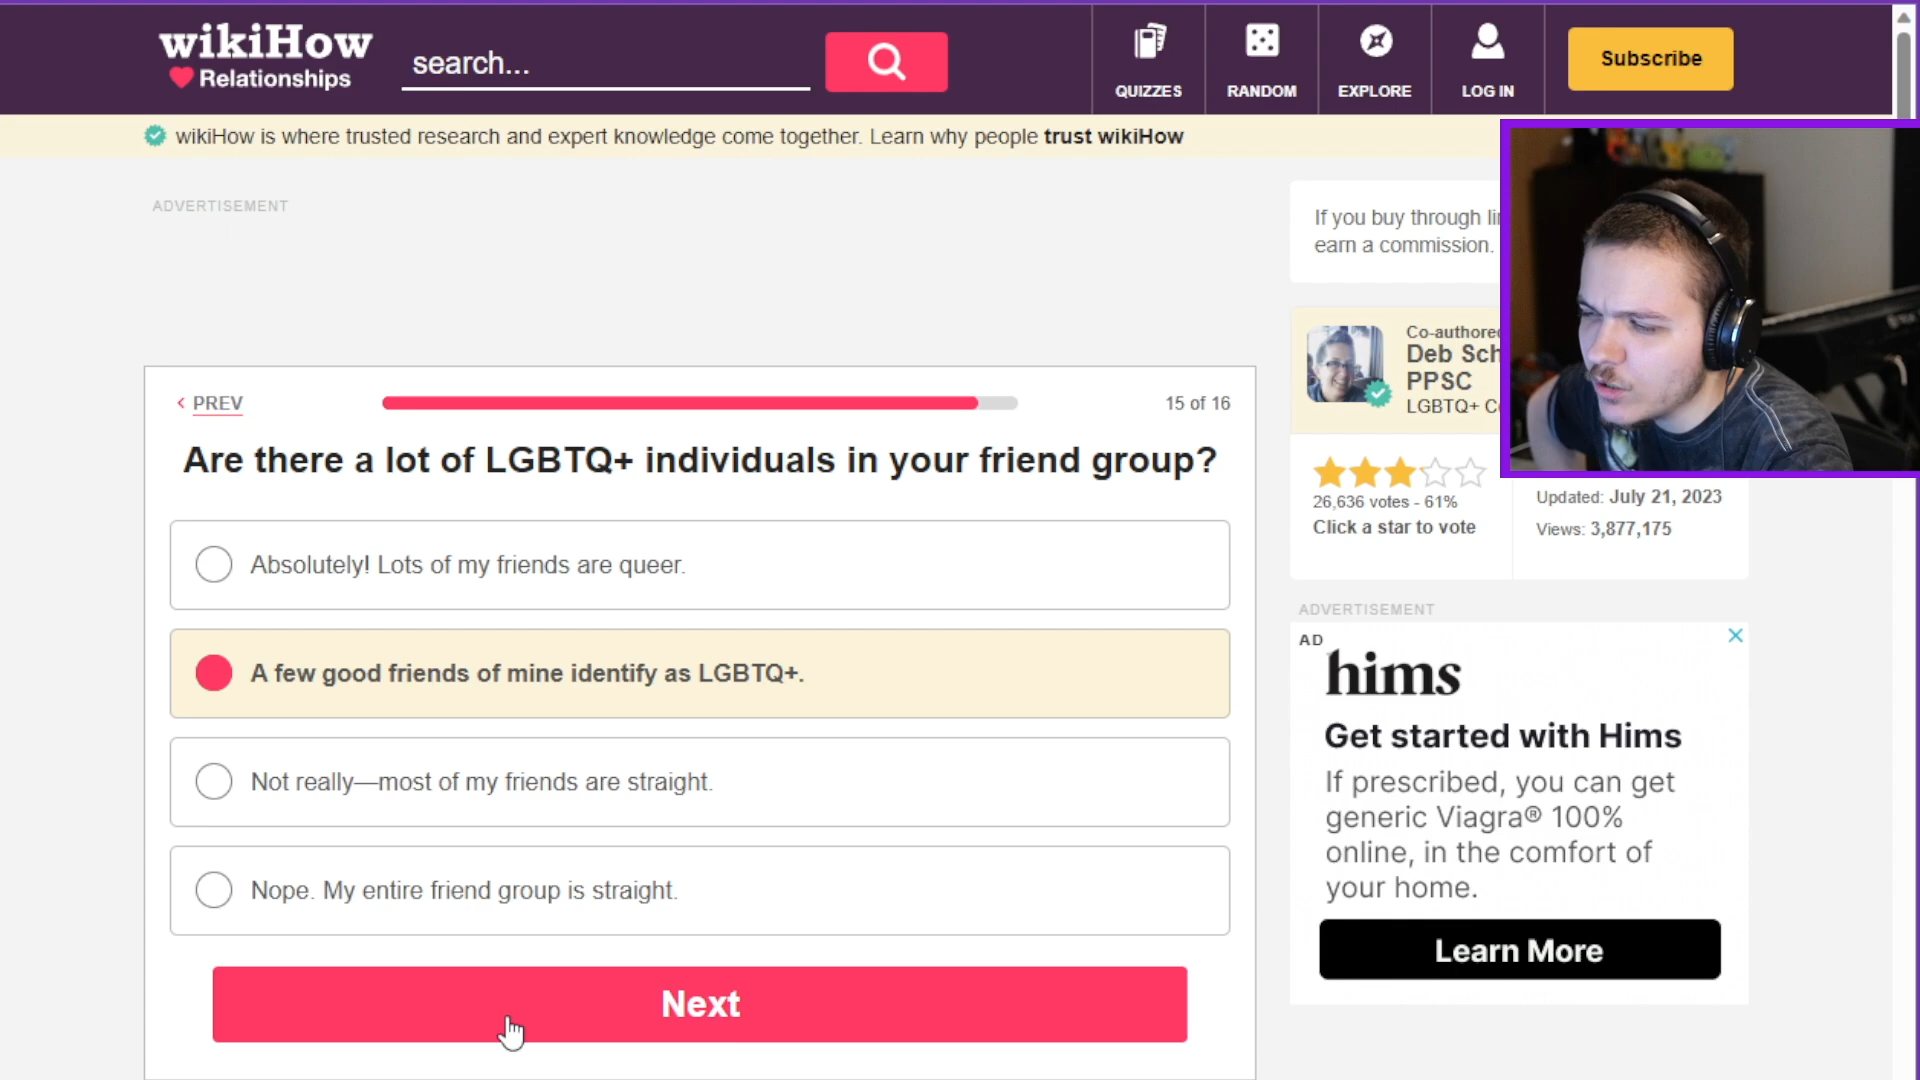 wikiHow
Relationships
search...
QUIZZES
RANDOM
EXPLORE
LOG IN
Subscribe
wikiHow is where trusted research and expert knowledge come together. Learn why people trust wikiHow
ADVERTISEMENT
If you buy through
earn a commission.
Co-authored
Deb Sch
PPSC
LGBTQ+ C
26,636 votes - 61%
Click a star to vote
Updated: July 21, 2023
Views: 3,877,175
< PREV
15 of 16
Are there a lot of LGBTQ+ individuals in your friend group?
Absolutely! Lots of my friends are queer.
A few good friends of mine identify as LGBTQ+.
Not really—most of my friends are straight.
Nope. My entire friend group is straight.
Next
ADVERTISEMENT
AD
hims
Get started with Hims
If prescribed, you can get
generic Viagra® 100%
online, in the comfort of
your home.
Learn More